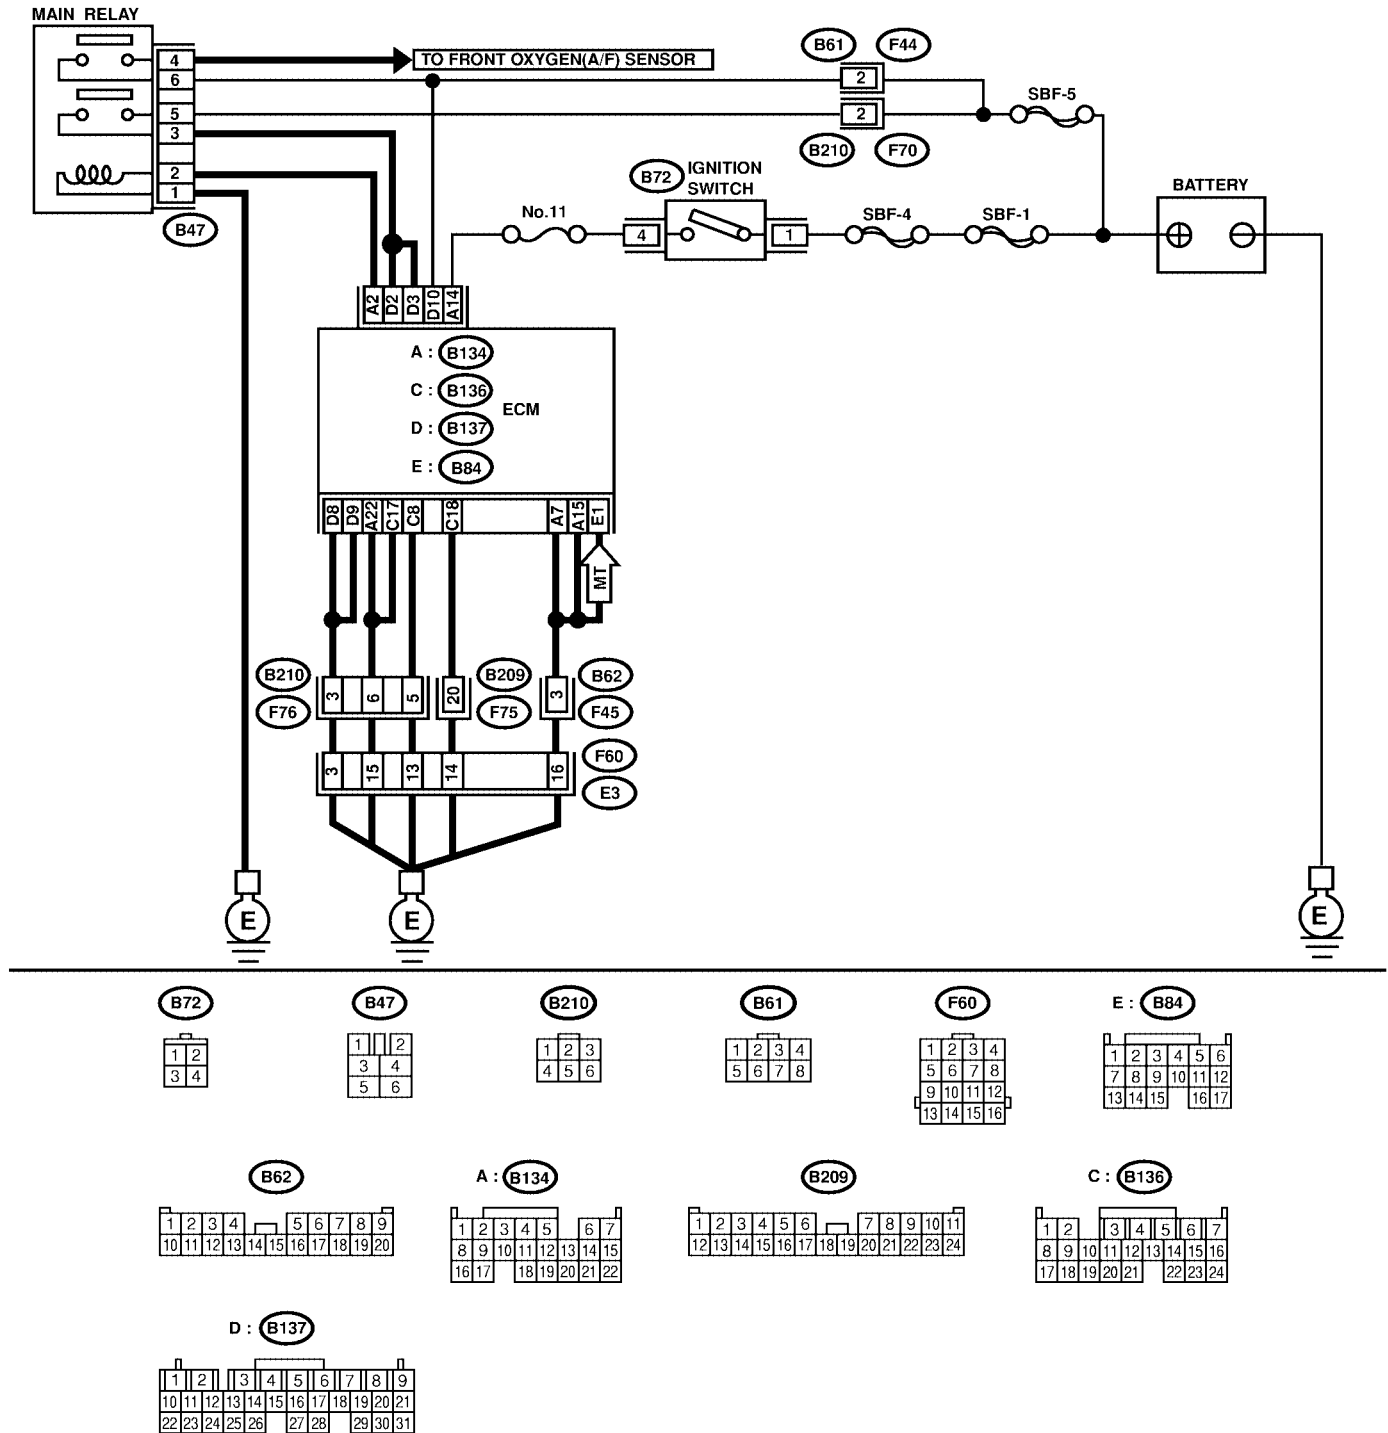 MAIN RELAY
4 TO FRONT OXYGEN(A/F) SENSOR
B61 F44
6 2
SBF-5
5 2
3
B210 F70
2
1
B47
B72 IGNITION
SWITCH
BATTERY
No.11 4 1 SBF-4 SBF-1
A2 D2 D3 D10 A14
A : B134
C : B136
ECM
D : B137
E : B84
D8 D9 A22 C17 C8 C18 A7 A15 E1
MT
B210 3 6 5 20 B209 3 B62
F76 F75 F45
F60
3 15 13 14 16
E3
E E E
B72 B47 B210 B61 F60 E : B84
1 2
3 4
1 2
3 4
5 6
1 2 3
4 5 6
1 2 3 4
5 6 7 8
1 2 3 4
5 6 7 8
9 10 11 12
13 14 15 16
1 2 3 4 5 6
7 8 9 10 11 12
13 14 15 16 17
B62 A : B134 B209 C : B136
1 2 3 4 5 6 7 8 9
10 11 12 13 14 15 16 17 18 19 20
1 2 3 4 5 6 7
8 9 10 11 12 13 14 15
16 17 18 19 20 21 22
1 2 3 4 5 6 7 8 9 10 11
12 13 14 15 16 17 18 19 20 21 22 23 24
1 2 3 4 5 6 7
8 9 10 11 12 13 14 15 16
17 18 19 20 21 22 23 24
D : B137
1 2 3 4 5 6 7 8 9
10 11 12 13 14 15 16 17 18 19 20 21
22 23 24 25 26 27 28 29 30 31